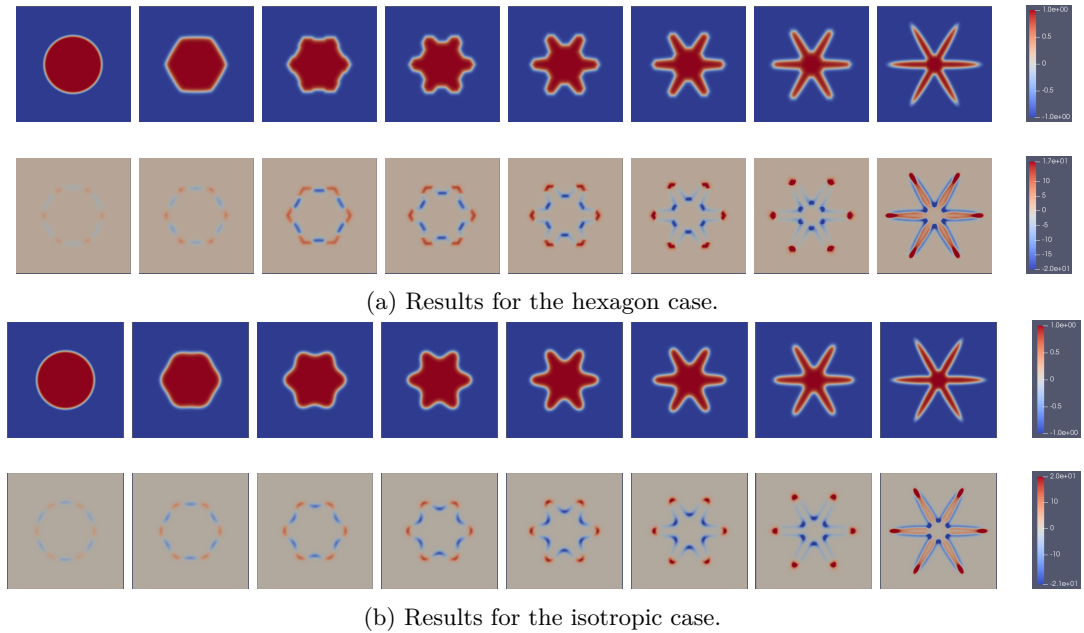 1.0e+00
0.5
0
-0.5
-1.0e+00
1.7e+01
10
5
0
-5
-10
-15
-2.0e+01
(a) Results for the hexagon case.
1.0e+00
0.5
0
-0.5
-1.0e+00
2.0e+01
10
0
-10
-2.1e+01
(b) Results for the isotropic case.